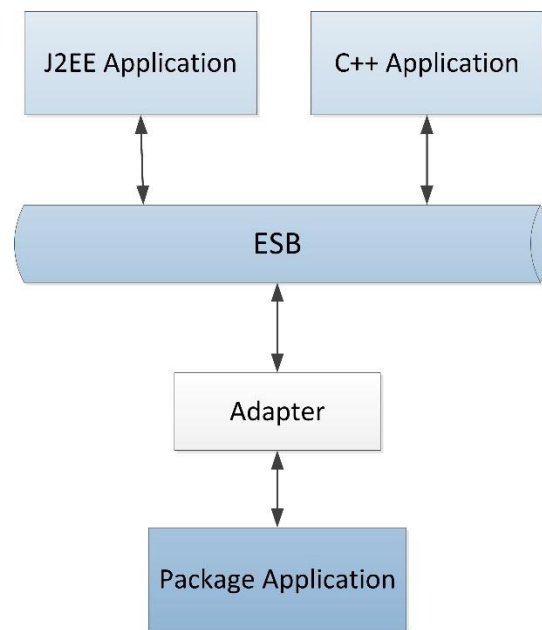 J2EE Application
C++ Application
ESB
Adapter
Package Application